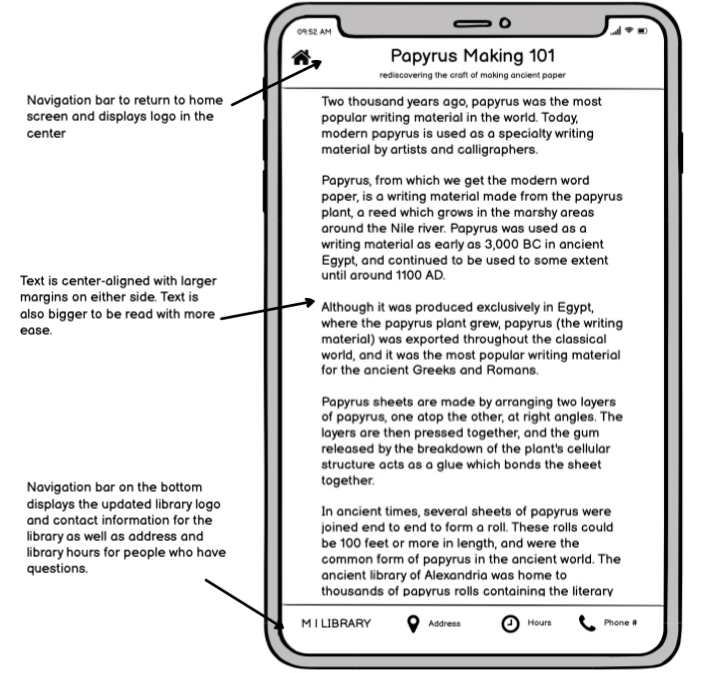 09:52 AM
Papyrus Making 101
rediscovering the craft of making ancient paper
Navigation bar to return to home
screen and displays logo in the
center
Two thousand years ago, papyrus was the most
popular writing material in the world. Today,
modern papyrus is used as a specialty writing
material by artists and calligraphers.
Papyrus, from which we get the modern word
paper, is a writing material made from the papyrus
plant, a reed which grows in the marshy areas
around the Nile river. Papyrus was used as a
writing material as early as 3,000 BC in ancient
Egypt, and continued to be used to some extent
until around 1100 AD.
Text is center-aligned with larger
margins on either side. Text is
also bigger to be read with more
ease.
Although it was produced exclusively in Egypt,
where the papyrus plant grew, papyrus (the writing
material) was exported throughout the classical
world, and it was the most popular writing material
for the ancient Greeks and Romans.
Papyrus sheets are made by arranging two layers
of papyrus, one atop the other, at right angles. The
layers are then pressed together, and the gum
released by the breakdown of the plant's cellular
structure acts as a glue which bonds the sheet
together.
In ancient times, several sheets of papyrus were
joined end to end to form a roll. These rolls could
be 100 feet or more in length, and were the
common form of papyrus in the ancient world. The
ancient library of Alexandria was home to
thousands of papyrus rolls containing the literary
Navigation bar on the bottom
displays the updated library logo
and contact information for the
library as well as address and
library hours for people who have
questions.
M | LIBRARY
Address
Hours
Phone #